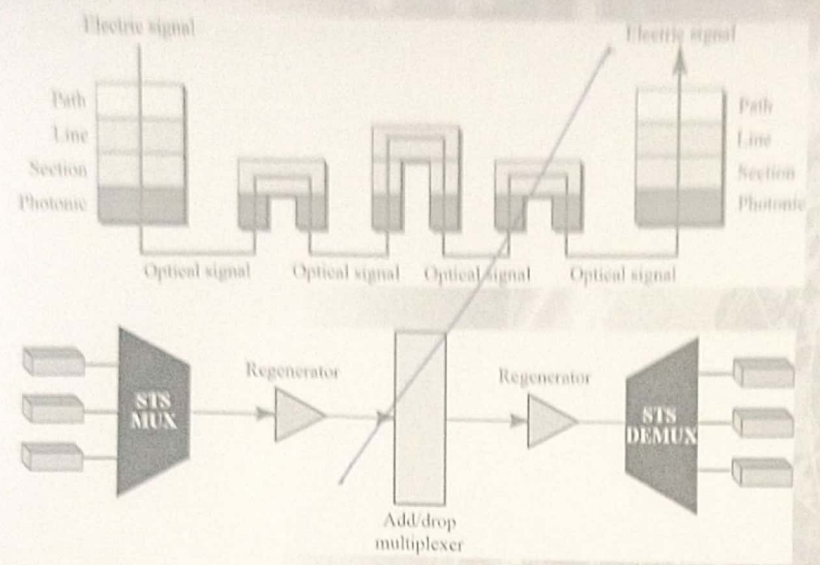 Electric signal
Electric signal
Path
Line
Section
Photonic
Path
Line
Section
Photonic
Optical signal
Optical signal
Optical signal
Optical signal
Regenerator
Regenerator
STS
MUX
STS
DEMUX
Add/drop
multiplexer